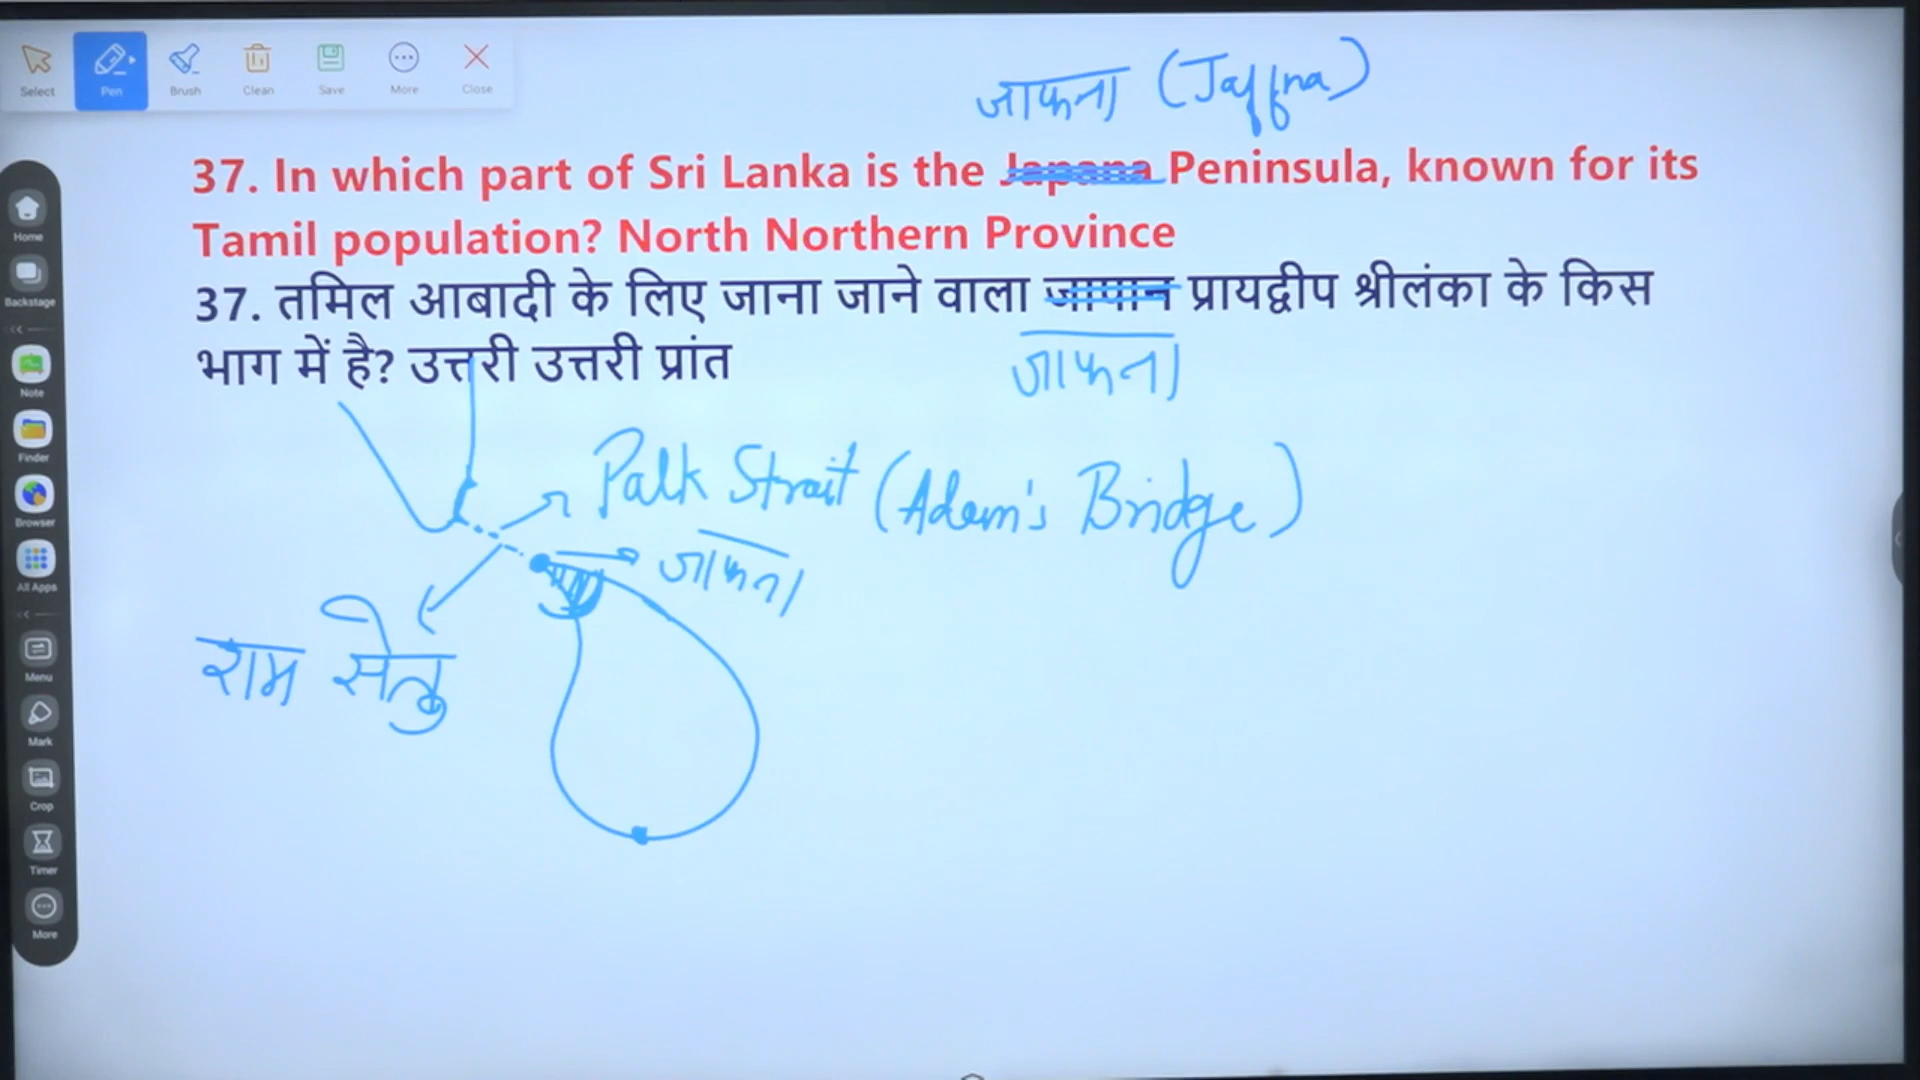 Select Pen Brush Clean Save More Close
जाफना (Jaffna)
37. In which part of Sri Lanka is the Japana Peninsula, known for its
Tamil population? North Northern Province
37. तमिल आबादी के लिए जाना जाने वाला जापान प्रायद्वीप श्रीलंका के किस
भाग में है? उत्तरी उत्तरी प्रांत
जाफना
Palk Strait (Adam's Bridge)
जाफना
राम सेतु
Home
Backstage
Note
Finder
Browser
All Apps
Menu
Mark
Crop
Timer
More